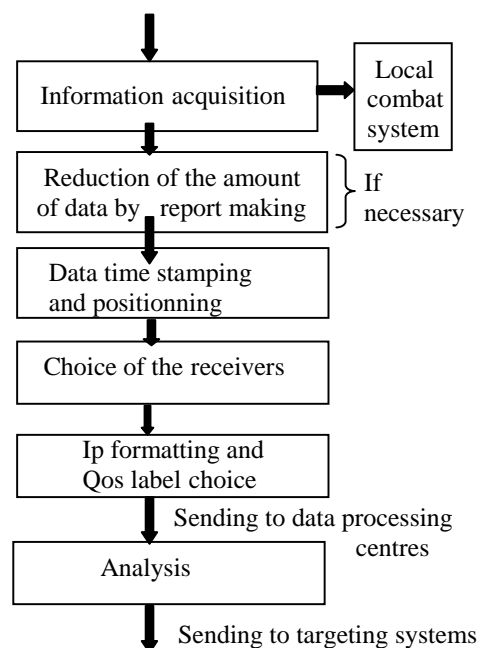 Information acquisition
Local
combat
system
Reduction of the amount
of data by report making
If
necessary
Data time stamping
and positionning
Choice of the receivers
Ip formatting and
Qos label choice
Sending to data processing
centres
Analysis
Sending to targeting systems